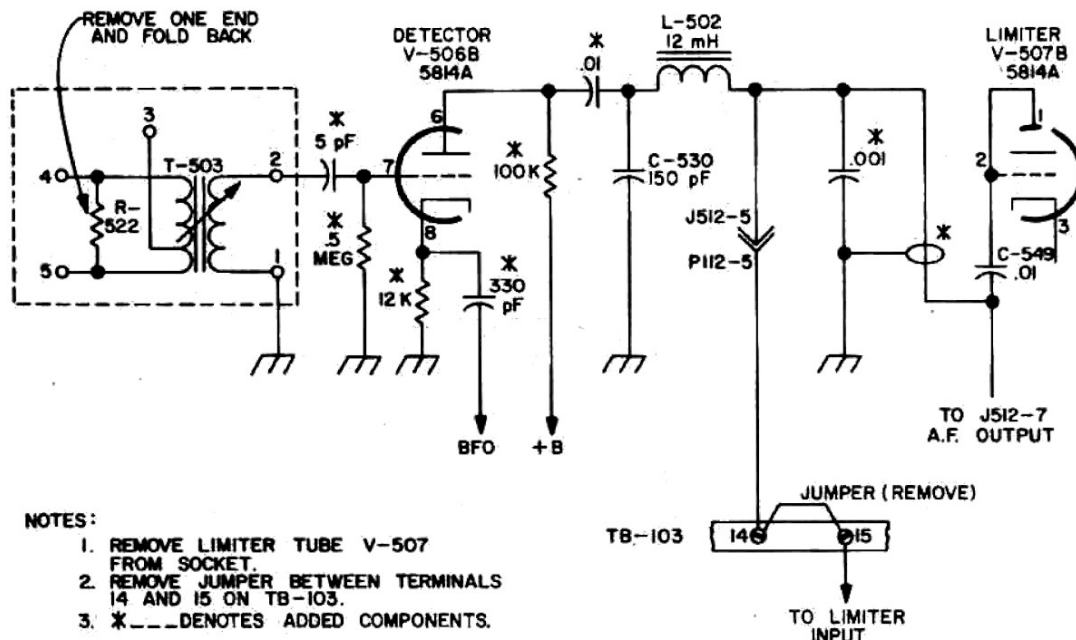 REMOVE ONE END
AND FOLD BACK
DETECTOR
V-506B
5814A
L-502
12 mH
LIMITER
V-507B
5814A
*
.01
3
T-503
2
*
5 pF
6
7
8
4
R-
522
5
1
*
.5
MEG
*
12 K
*
330
pF
*
100 K
C-530
150 pF
*
.001
*
1
2
3
C-549
.01
J512-5
P112-5
BFO
+B
TO J512-7
A.F. OUTPUT
JUMPER (REMOVE)
TB-103
14
15
TO LIMITER
INPUT
NOTES:
1. REMOVE LIMITER TUBE V-507
FROM SOCKET.
2. REMOVE JUMPER BETWEEN TERMINALS
14 AND 15 ON TB-103.
3. *___DENOTES ADDED COMPONENTS.